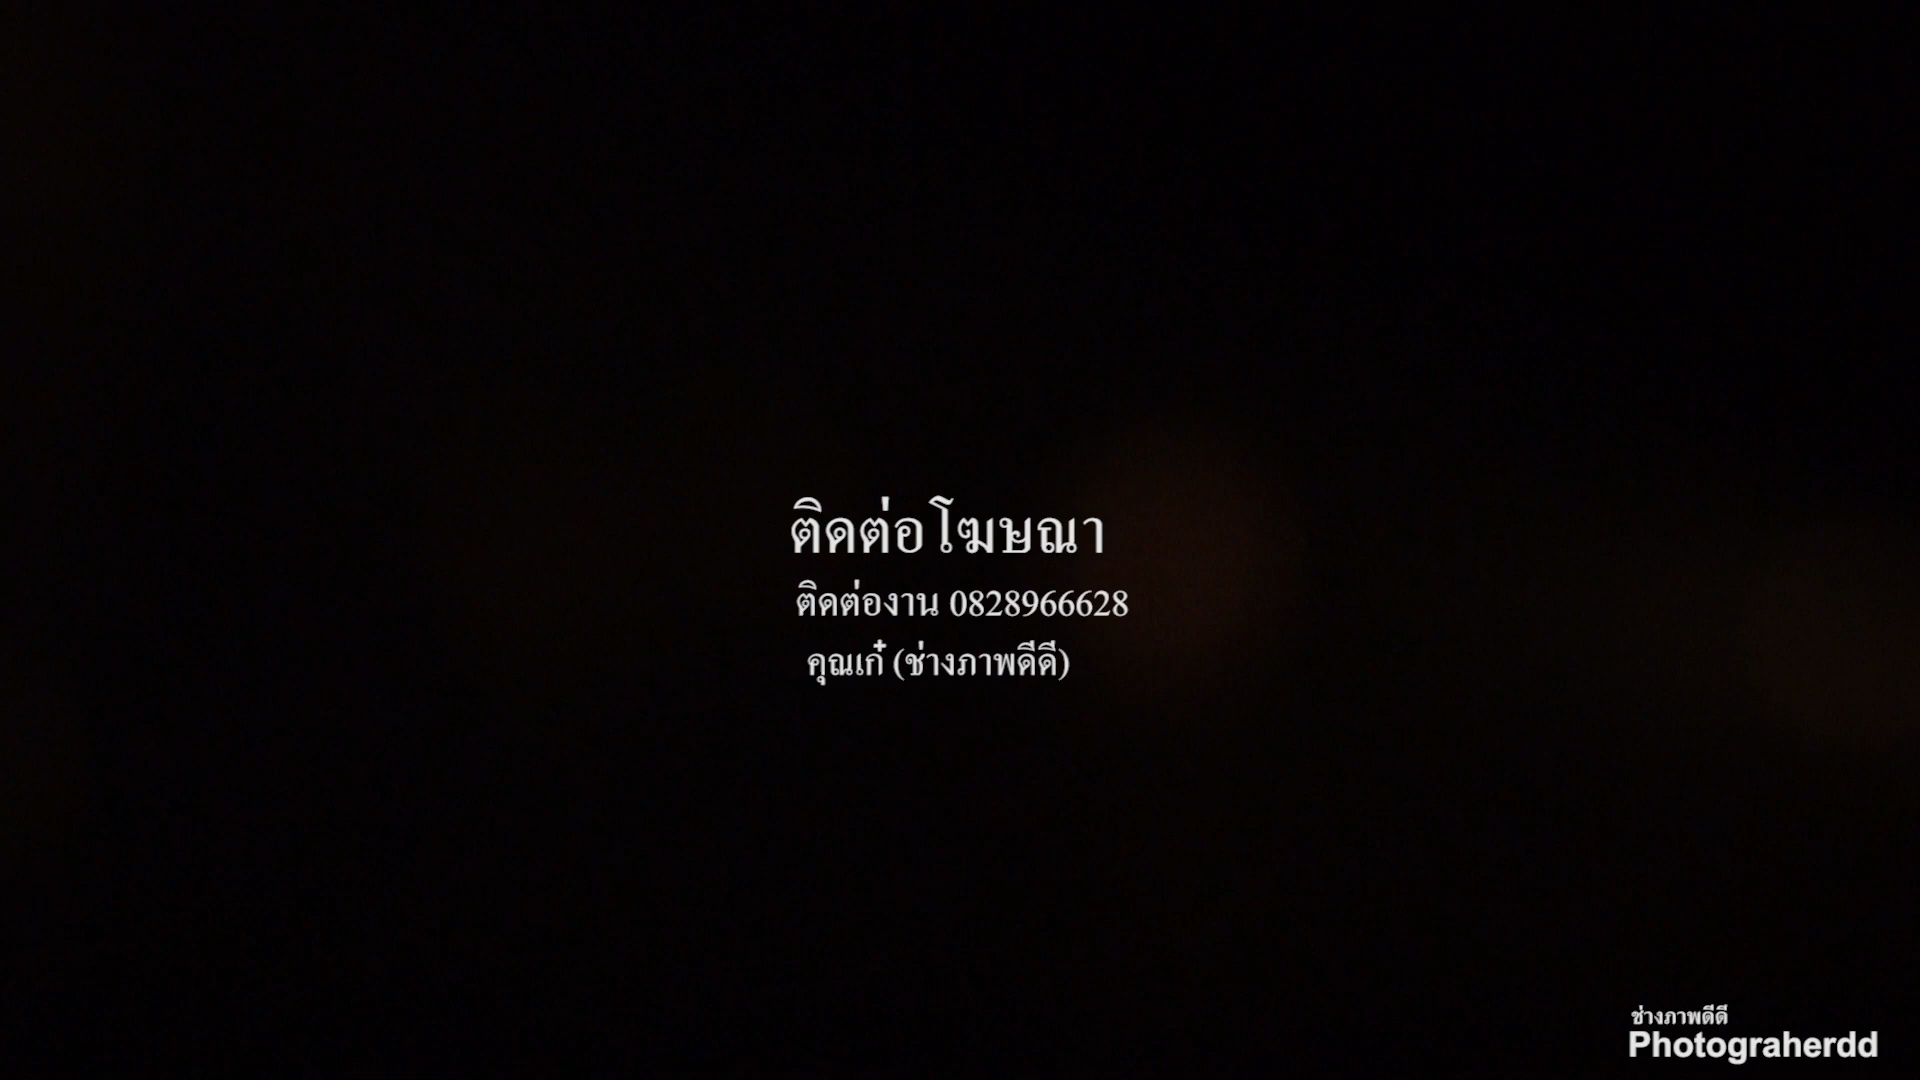 ติดต่อโฆษณา
ติดต่องาน 0828966628
คุณเก๋ (ช่างภาพดีดี)
ช่างภาพดีดี
Photograherdd